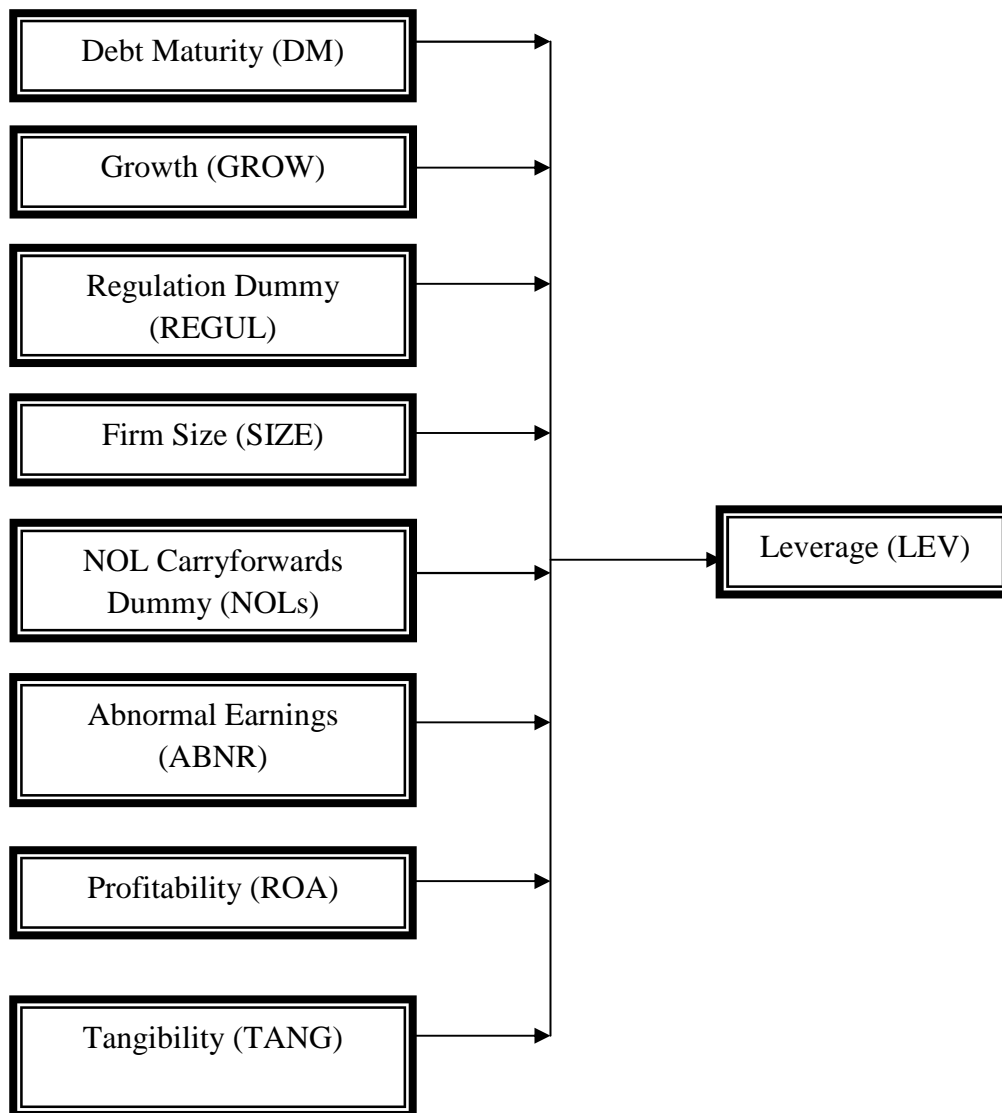 Debt Maturity (DM)
Growth (GROW)
Regulation Dummy
(REGUL)
Firm Size (SIZE)
NOL Carryforwards
Dummy (NOLs)
Abnormal Earnings
(ABNR)
Profitability (ROA)
Tangibility (TANG)
Leverage (LEV)